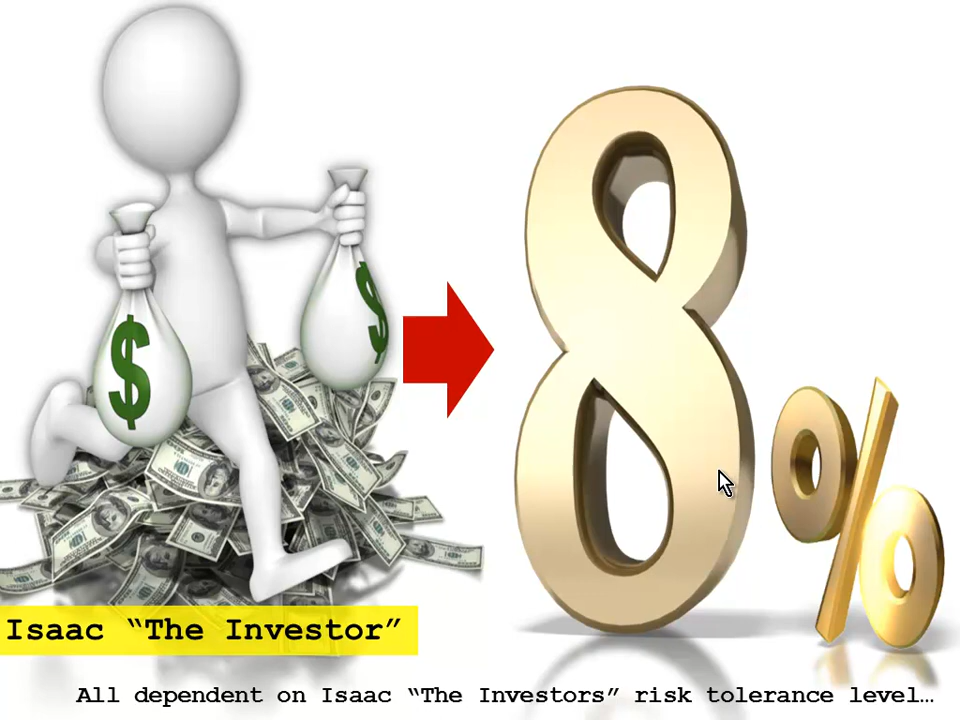 $
$
8%
Isaac “The Investor”
All dependent on Isaac “The Investors” risk tolerance level…